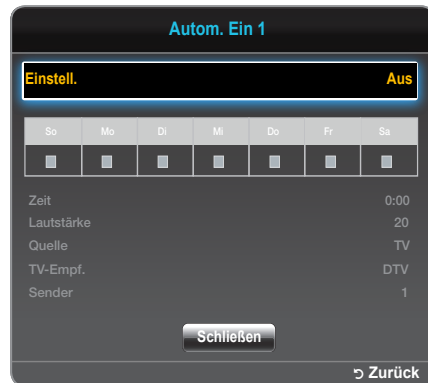 Autom. Ein 1
Einstell. Aus
So Mo Di Mi Do Fr Sa
Zeit 0:00
Lautstärke 20
Quelle TV
TV-Empf. DTV
Sender 1
Schließen
Zurück